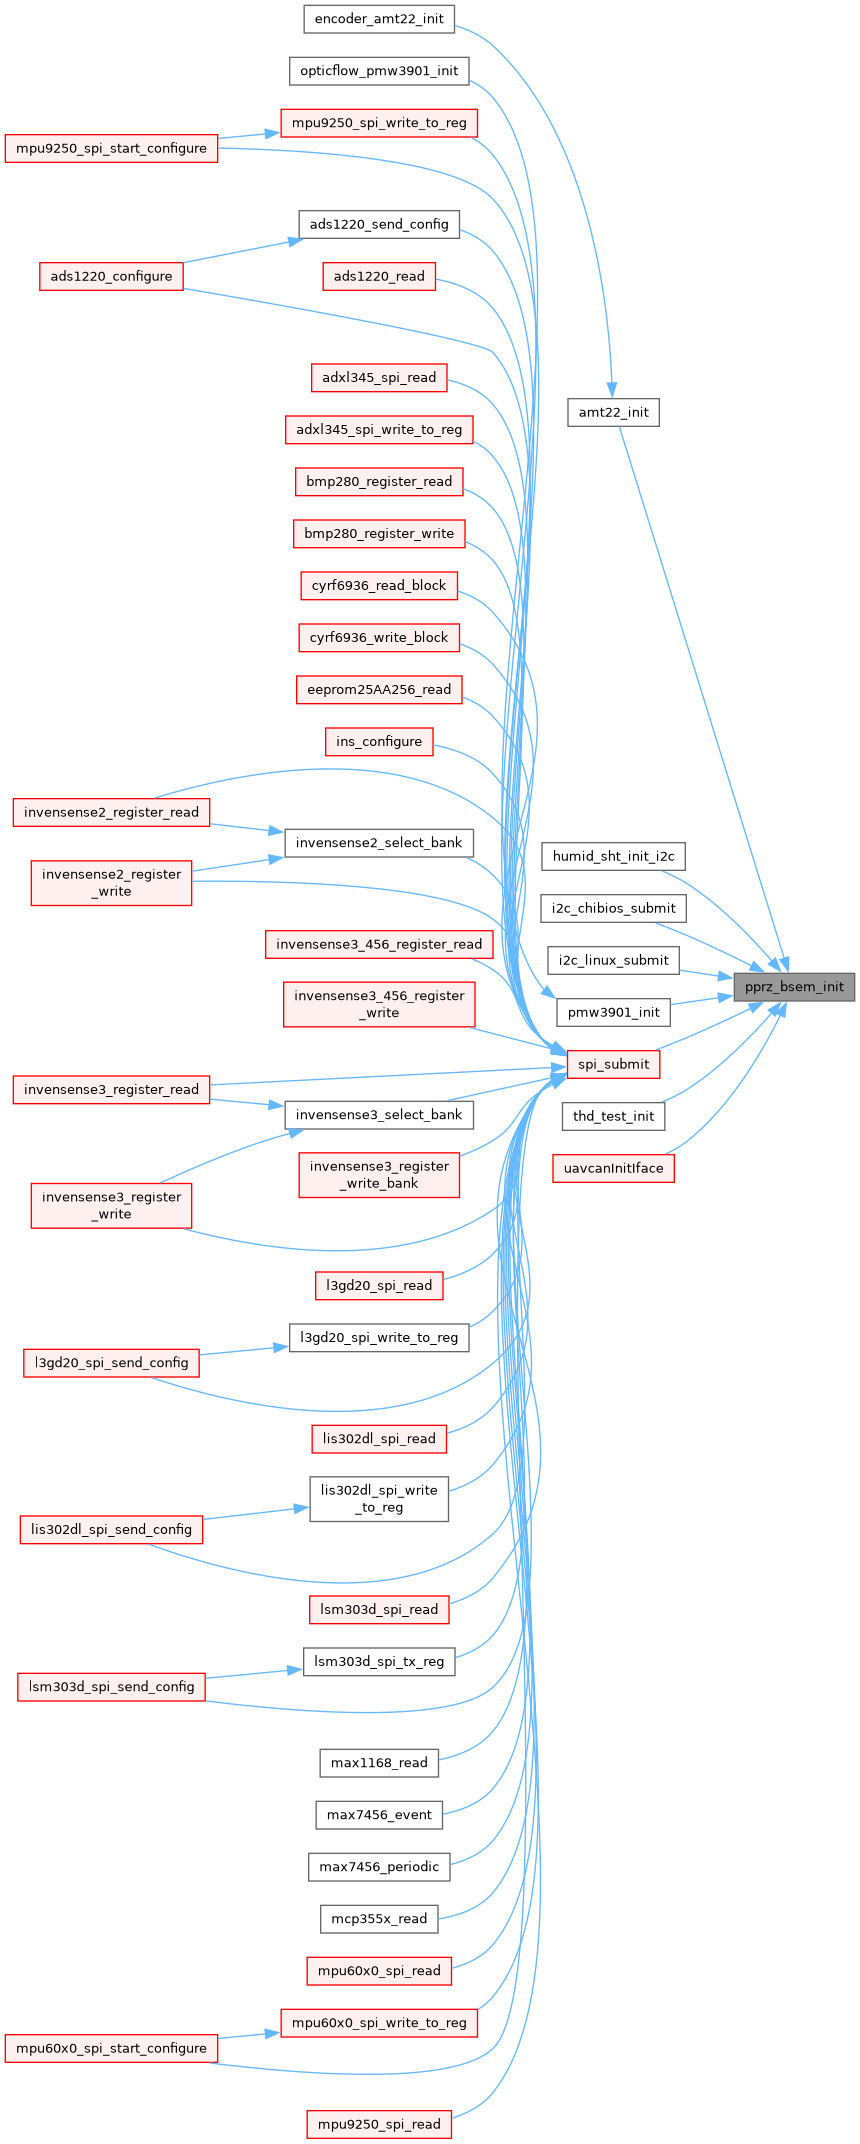 encoder_amt22_init
opticflow_pmw3901_init
mpu9250_spi_write_to_reg
mpu9250_spi_start_configure
ads1220_send_config
ads1220_configure
ads1220_read
adxl345_spi_read
amt22_init
adxl345_spi_write_to_reg
bmp280_register_read
bmp280_register_write
cyrf6936_read_block
cyrf6936_write_block
eeprom25AA256_read
ins_configure
invensense2_register_read
invensense2_select_bank
humid_sht_init_i2c
invensense2_register
_write
i2c_chibios_submit
invensense3_456_register_read
i2c_linux_submit
pprz_bsem_init
invensense3_456_register
_write
pmw3901_init
spi_submit
invensense3_register_read
invensense3_select_bank
thd_test_init
invensense3_register
_write_bank
uavcanInitIface
invensense3_register
_write
l3gd20_spi_read
l3gd20_spi_write_to_reg
l3gd20_spi_send_config
lis302dl_spi_read
lis302dl_spi_write
_to_reg
lis302dl_spi_send_config
lsm303d_spi_read
lsm303d_spi_tx_reg
lsm303d_spi_send_config
max1168_read
max7456_event
max7456_periodic
mcp355x_read
mpu60x0_spi_read
mpu60x0_spi_write_to_reg
mpu60x0_spi_start_configure
mpu9250_spi_read